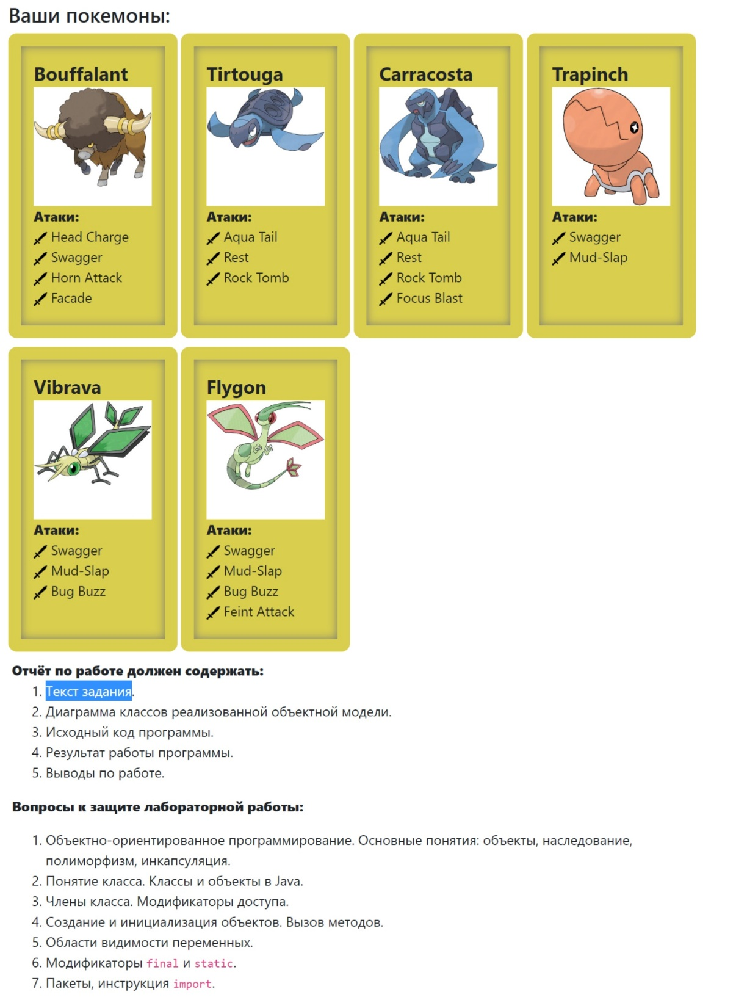 Ваши покемоны:
Bouffalant
Атаки:
Head Charge
Swagger
Horn Attack
Facade
Tirtouga
Атаки:
Aqua Tail
Rest
Rock Tomb
Carracosta
Атаки:
Aqua Tail
Rest
Rock Tomb
Focus Blast
Trapinch
Атаки:
Swagger
Mud-Slap
Vibrava
Атаки:
Swagger
Mud-Slap
Bug Buzz
Flygon
Атаки:
Swagger
Mud-Slap
Bug Buzz
Feint Attack
Отчёт по работе должен содержать:
1. Текст задания.
2. Диаграмма классов реализованной объектной модели.
3. Исходный код программы.
4. Результат работы программы.
5. Выводы по работе.
Вопросы к защите лабораторной работы:
1. Объектно-ориентированное программирование. Основные понятия: объекты, наследование,
полиморфизм, инкапсуляция.
2. Понятие класса. Классы и объекты в Java.
3. Члены класса. Модификаторы доступа.
4. Создание и инициализация объектов. Вызов методов.
5. Области видимости переменных.
6. Модификаторы final и static.
7. Пакеты, инструкция import.